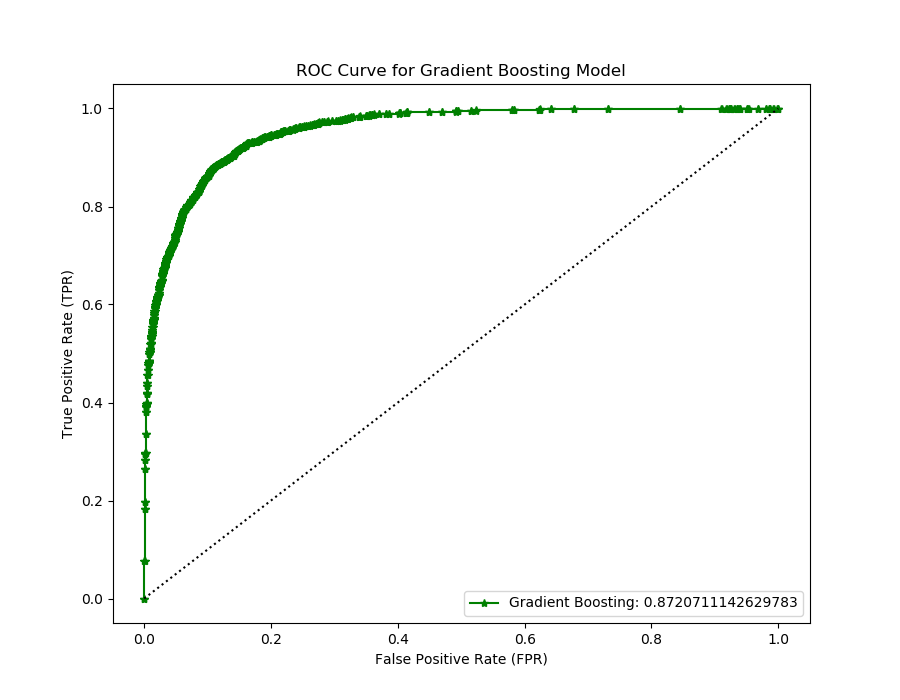 ROC Curve for Gradient Boosting Model
True Positive Rate (TPR)
1.0
0.8
0.6
0.4
0.2
0.0
Gradient Boosting: 0.8720711142629783
0.0 0.2 0.4 0.6 0.8 1.0
False Positive Rate (FPR)